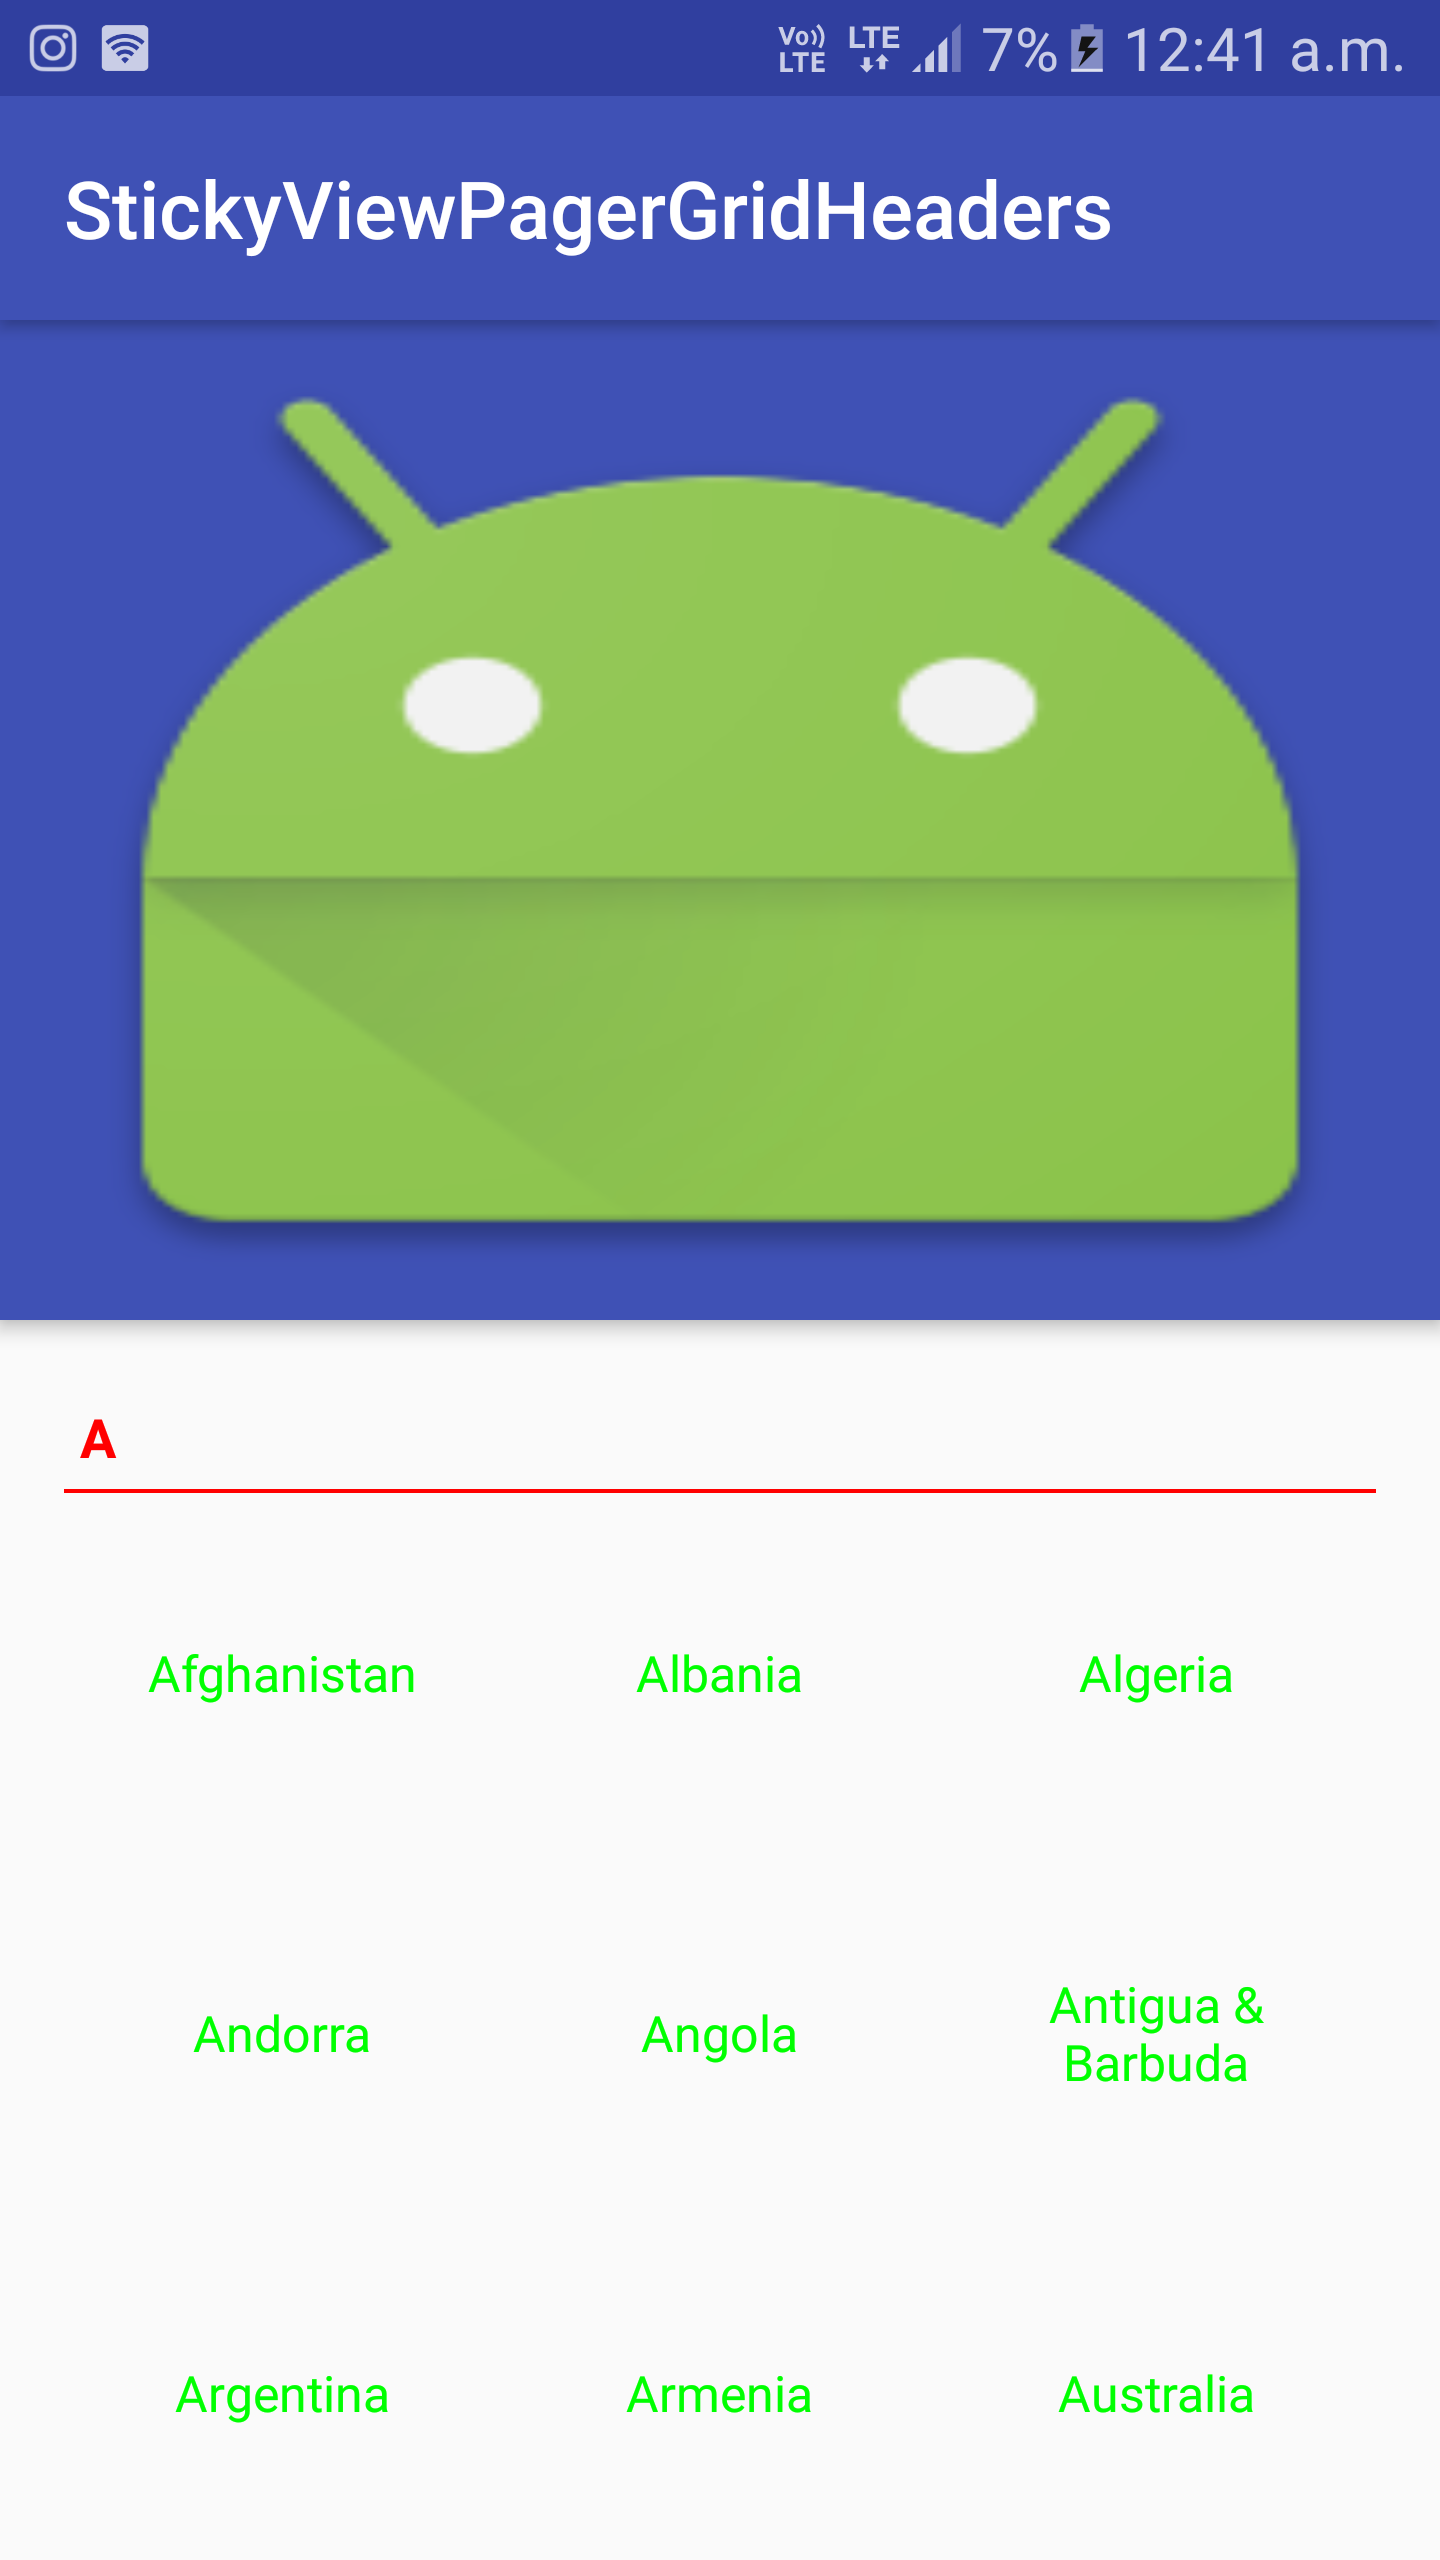 Vo)) LTE LTE 7% 12:41 a.m.
StickyViewPagerGridHeaders
A
Afghanistan Albania Algeria
Andorra Angola Antigua &
Barbuda
Argentina Armenia Australia